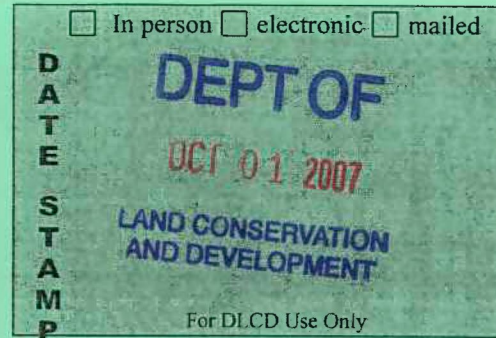 ☐ In person ☐ electronic ☐ mailed
DATE STAMP
DEPT OF
OCT 01 2007
LAND CONSERVATION
AND DEVELOPMENT
For DLCD Use Only